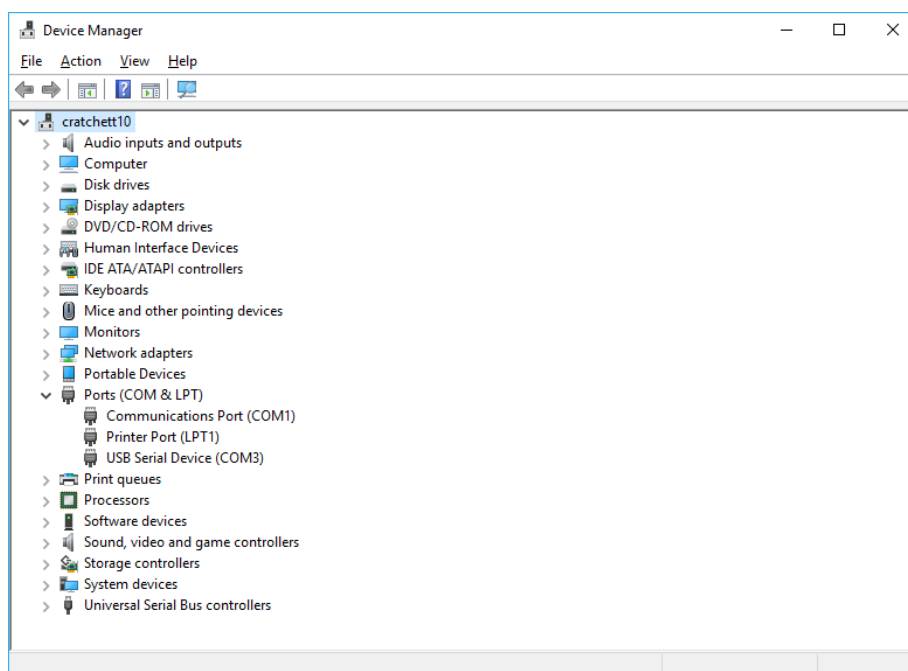 Device Manager
File Action View Help
cratchett10
Audio inputs and outputs
Computer
Disk drives
Display adapters
DVD/CD-ROM drives
Human Interface Devices
IDE ATA/ATAPI controllers
Keyboards
Mice and other pointing devices
Monitors
Network adapters
Portable Devices
Ports (COM & LPT)
Communications Port (COM1)
Printer Port (LPT1)
USB Serial Device (COM3)
Print queues
Processors
Software devices
Sound, video and game controllers
Storage controllers
System devices
Universal Serial Bus controllers